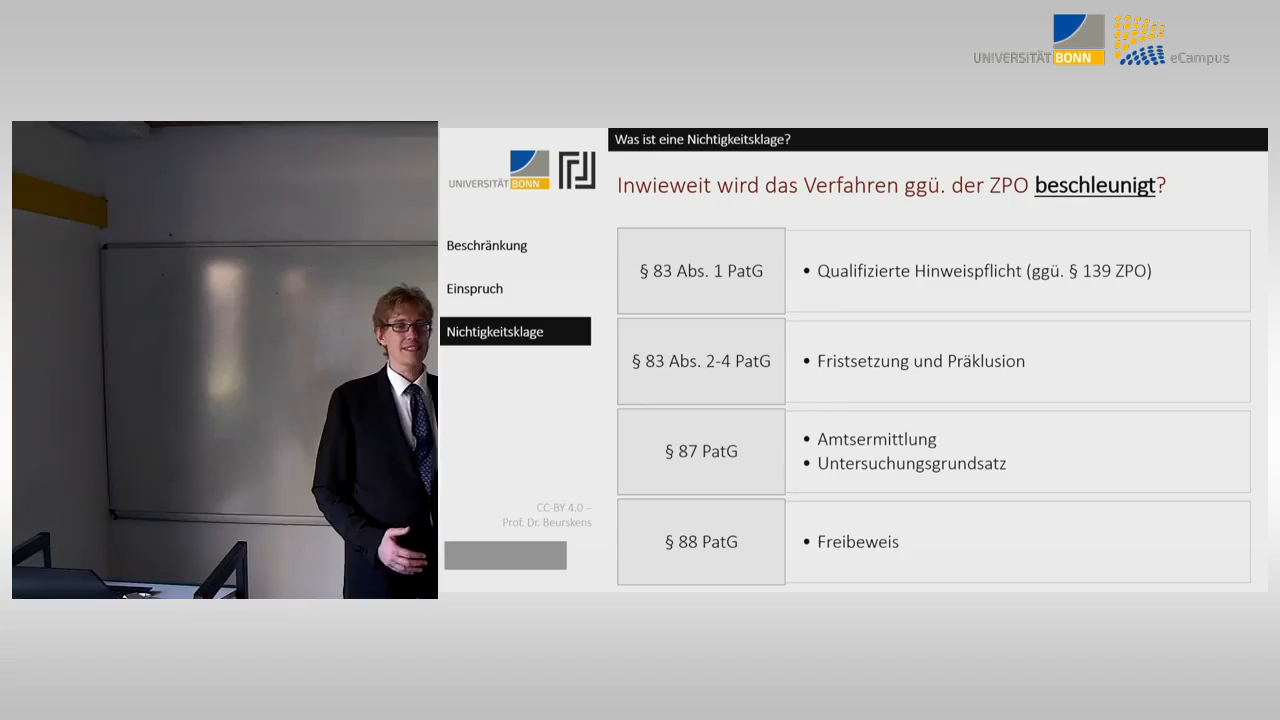 UNIVERSITÄT BONN eCampus
Was ist eine Nichtigkeitsklage?
UNIVERSITÄT BONN
Inwieweit wird das Verfahren ggü. der ZPO beschleunigt?
Beschränkung
Einspruch
Nichtigkeitsklage
§ 83 Abs. 1 PatG
• Qualifizierte Hinweispflicht (ggü. § 139 ZPO)
§ 83 Abs. 2-4 PatG
• Fristsetzung und Präklusion
§ 87 PatG
• Amtsermittlung
• Untersuchungsgrundsatz
§ 88 PatG
• Freibeweis
CC-BY 4.0 –
Prof. Dr. Beurskens